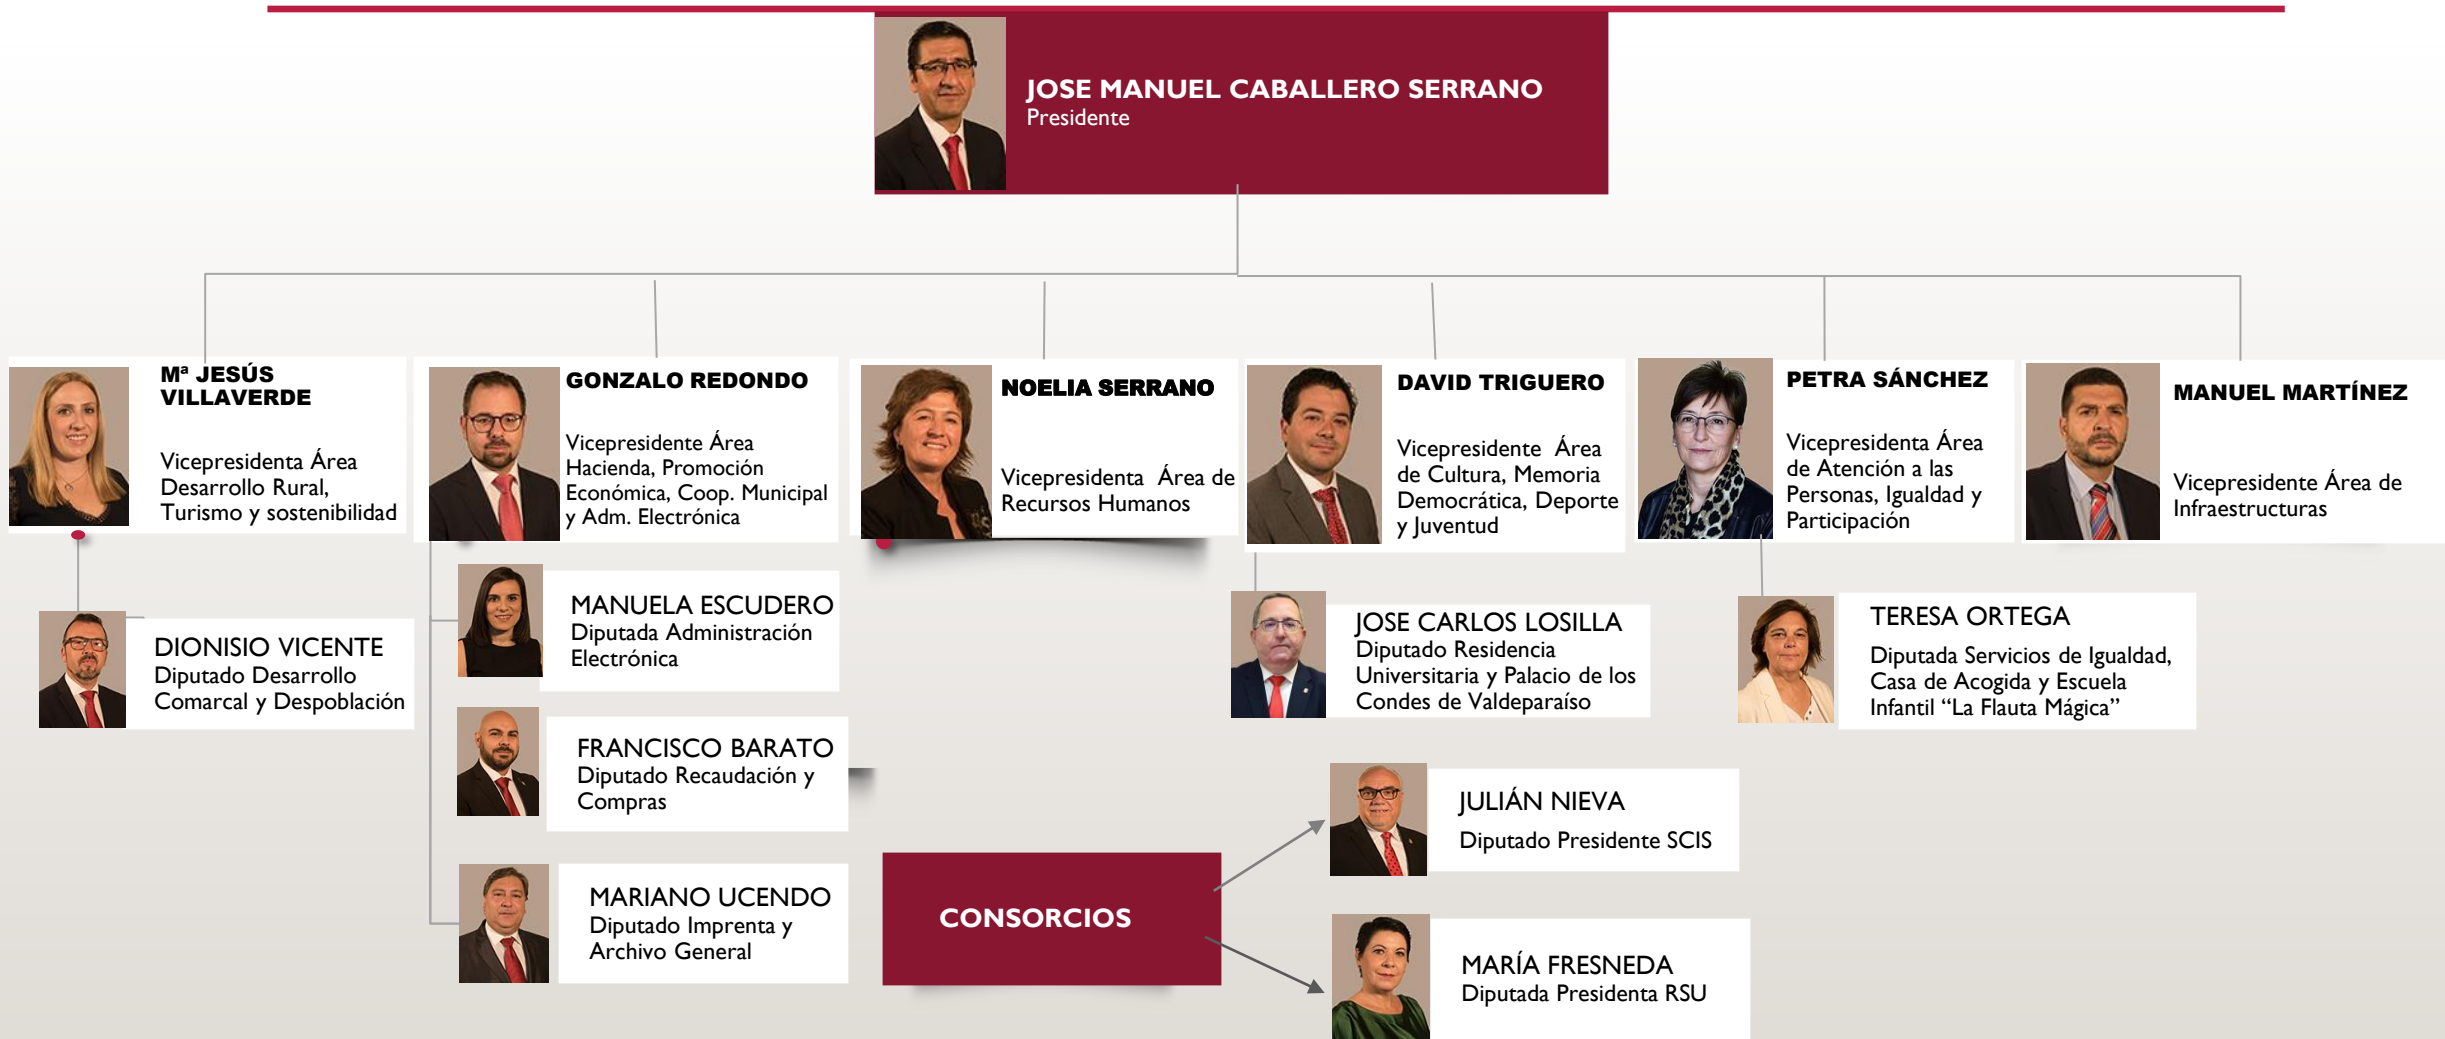 JOSE MANUEL CABALLERO SERRANO
Presidente
Mª JESÚS
VILLAVERDE
Vicepresidenta Área
Desarrollo Rural,
Turismo y sostenibilidad
GONZALO REDONDO
Vicepresidente Área
Hacienda, Promoción
Económica, Coop. Municipal
y Adm. Electrónica
NOELIA SERRANO
Vicepresidenta Área de
Recursos Humanos
DAVID TRIGUERO
Vicepresidente Área
de Cultura, Memoria
Democrática, Deporte
y Juventud
PETRA SÁNCHEZ
Vicepresidenta Área
de Atención a las
Personas, Igualdad y
Participación
MANUEL MARTÍNEZ
Vicepresidente Área de
Infraestructuras
DIONISIO VICENTE
Diputado Desarrollo
Comarcal y Despoblación
MANUELA ESCUDERO
Diputada Administración
Electrónica
FRANCISCO BARATO
Diputado Recaudación y
Compras
MARIANO UCENDO
Diputado Imprenta y
Archivo General
JOSE CARLOS LOSILLA
Diputado Residencia
Universitaria y Palacio de los
Condes de Valdeparaíso
TERESA ORTEGA
Diputada Servicios de Igualdad,
Casa de Acogida y Escuela
Infantil “La Flauta Mágica”
CONSORCIOS
JULIÁN NIEVA
Diputado Presidente SCIS
MARÍA FRESNEDA
Diputada Presidenta RSU